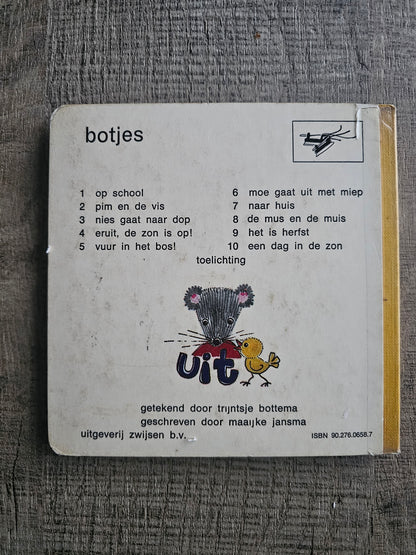 botjes
1 op school
2 pim en de vis
3 nies gaat naar dop
4 eruit, de zon is op!
5 vuur in het bos!
6 moe gaat uit met miep
7 naar huis
8 de mus en de muis
9 het is herfst
10 een dag in de zon
toelichting
uit
getekend door trijntsje bottema
geschreven door maaijke jansma
uitgeverij zwijsen b.v.
ISBN 90.276.0658.7